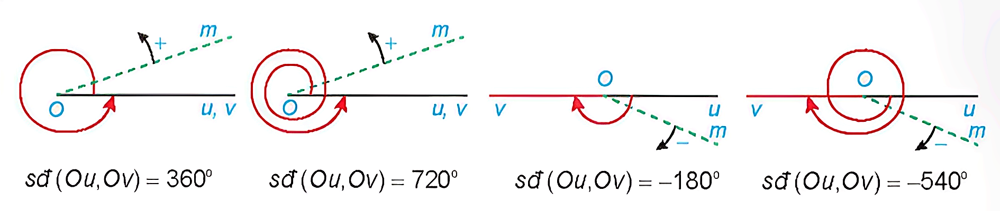 m
+
O
u, v
sđ (Ou,Ov) = 360°
m
+
O
u, v
sđ (Ou,Ov) = 720°
O
v
u
m
–
sđ (Ou,Ov) = –180°
O
v
u
m
–
sđ (Ou,Ov) = –540°